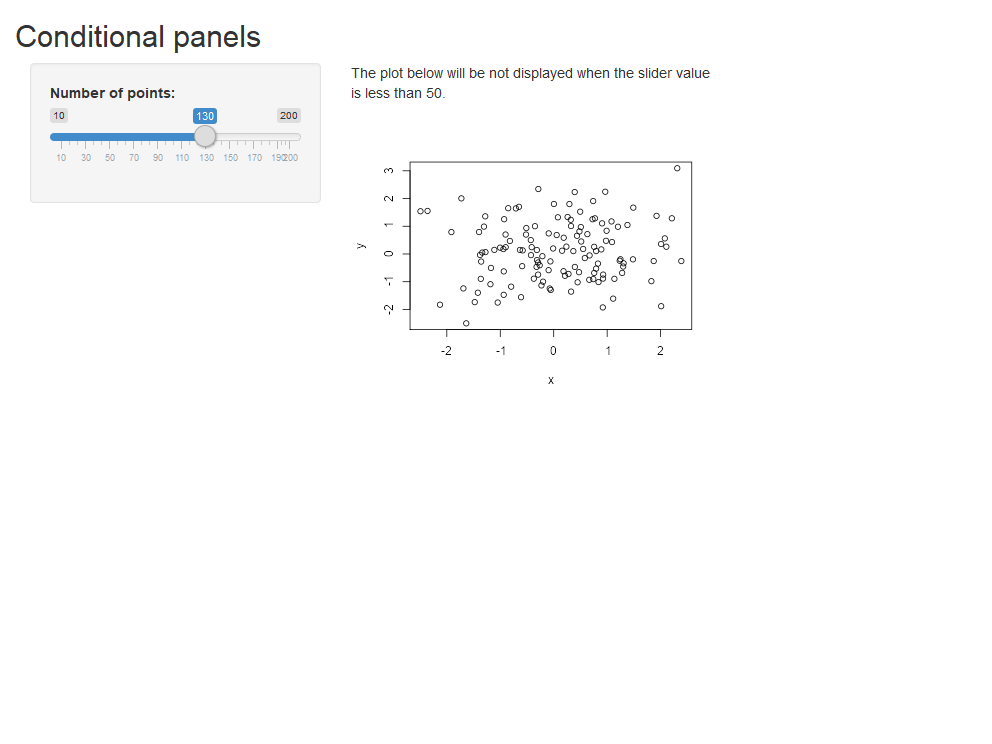 Conditional panels
Number of points:
10 130 200
10 30 50 70 90 110 130 150 170 190200
The plot below will be not displayed when the slider value
is less than 50.
3
2
1
0
-1
-2
y
-2 -1 0 1 2
x